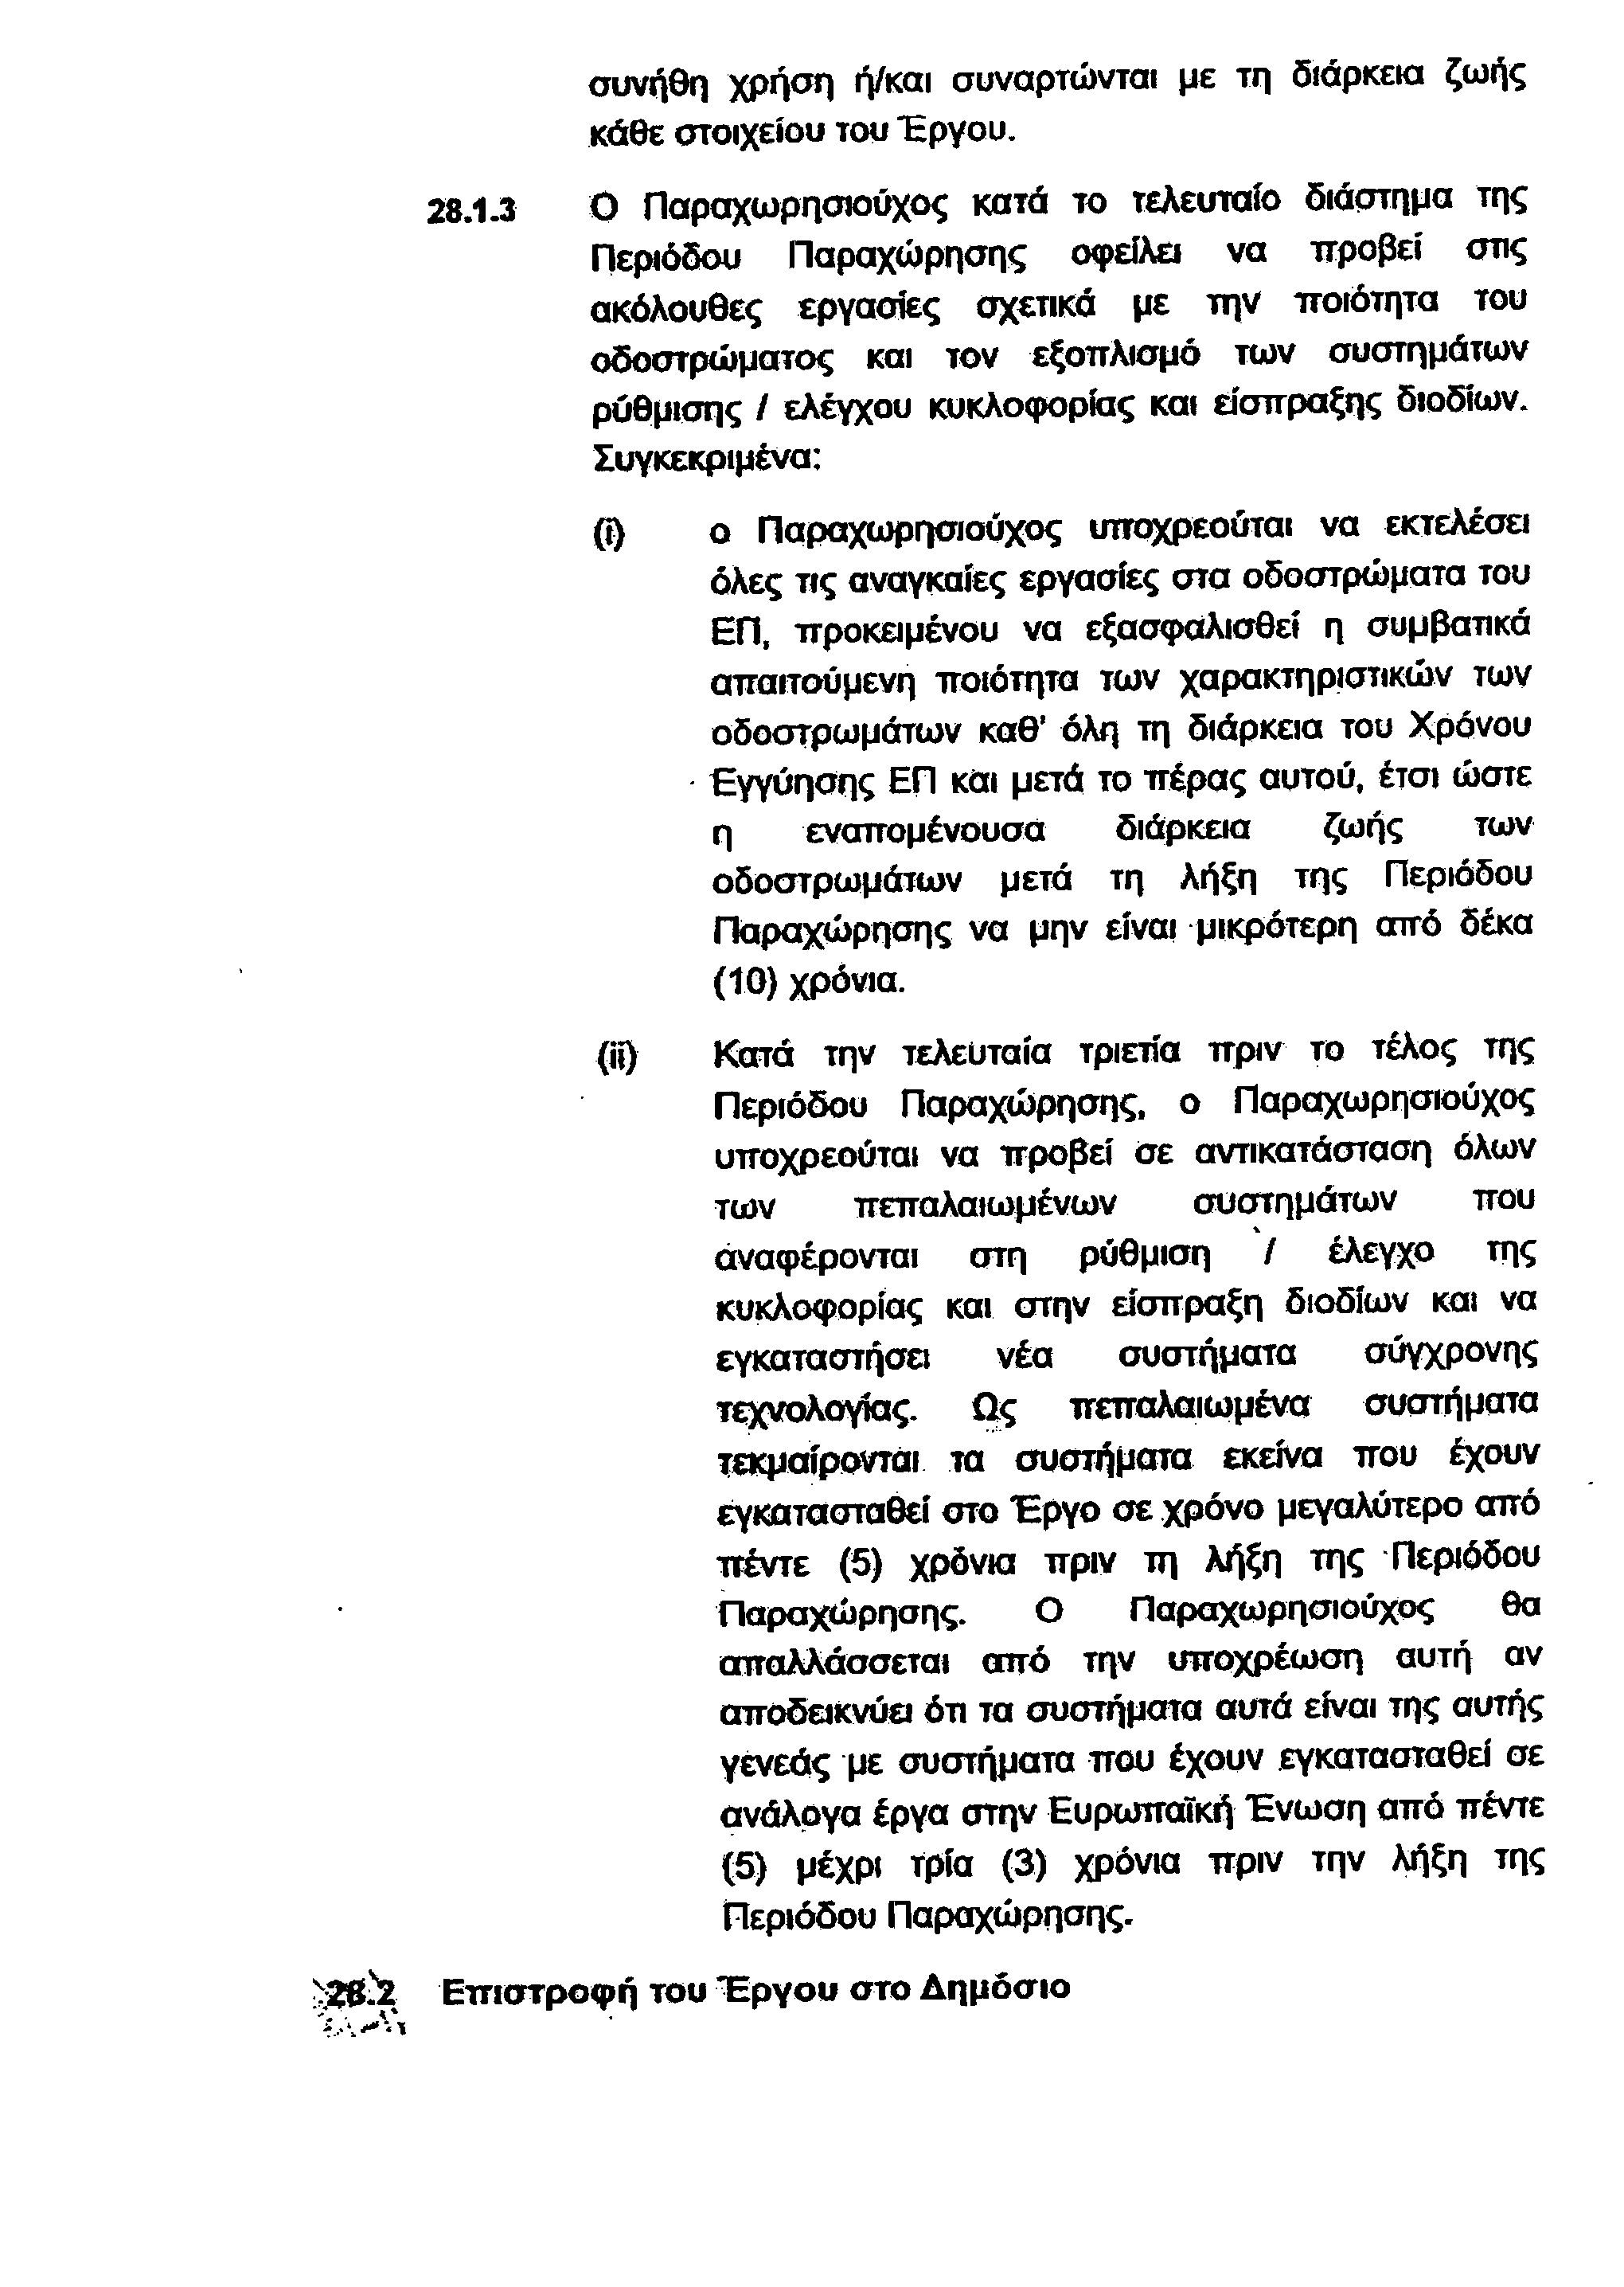 συνήθη χρήση ή/και συναρτώνται με τη διάρκεια ζωής
κάθε στοιχείου του Έργου.
28.1.3 Ο Παραχωρησιούχος κατά το τελευταίο διάστημα της
Περιόδου Παραχώρησης οφείλει να προβεί στις
ακόλουθες εργασίες σχετικά με την ποιότητα του
οδοστρώματος και τον εξοπλισμό των συστημάτων
ρύθμισης / ελέγχου κυκλοφορίας και είσπραξης διοδίων.
Συγκεκριμένα:
(i) ο Παραχωρησιούχος υποχρεούται να εκτελέσει
όλες τις αναγκαίες εργασίες στα οδοστρώματα του
ΕΠ, προκειμένου να εξασφαλισθεί η συμβατικά
απαιτούμενη ποιότητα των χαρακτηριστικών των
οδοστρωμάτων καθ' όλη τη διάρκεια του Χρόνου
Εγγύησης ΕΠ και μετά το πέρας αυτού, έτσι ώστε
η εναπομένουσα διάρκεια ζωής των
οδοστρωμάτων μετά τη λήξη της Περιόδου
Παραχώρησης να μην είναι μικρότερη από δέκα
(10) χρόνια.
(ii) Κατά την τελευταία τριετία πριν το τέλος της
Περιόδου Παραχώρησης, ο Παραχωρησιούχος
υποχρεούται να προβεί σε αντικατάσταση όλων
των πεπαλαιωμένων συστημάτων που
αναφέρονται στη ρύθμιση / έλεγχο της
κυκλοφορίας και στην είσπραξη διοδίων και να
εγκαταστήσει νέα συστήματα σύγχρονης
τεχνολογίας. Ως πεπαλαιωμένα συστήματα
τεκμαίρονται τα συστήματα εκείνα που έχουν
εγκατασταθεί στο Έργο σε χρόνο μεγαλύτερο από
πέντε (5) χρόνια πριν τη λήξη της Περιόδου
Παραχώρησης. Ο Παραχωρησιούχος θα
απαλλάσσεται από την υποχρέωση αυτή αν
αποδεικνύει ότι τα συστήματα αυτά είναι της αυτής
γενεάς με συστήματα που έχουν εγκατασταθεί σε
ανάλογα έργα στην Ευρωπαϊκή Ένωση από πέντε
(5) μέχρι τρία (3) χρόνια πριν την λήξη της
Περιόδου Παραχώρησης.
28.2 Επιστροφή του Έργου στο Δημόσιο